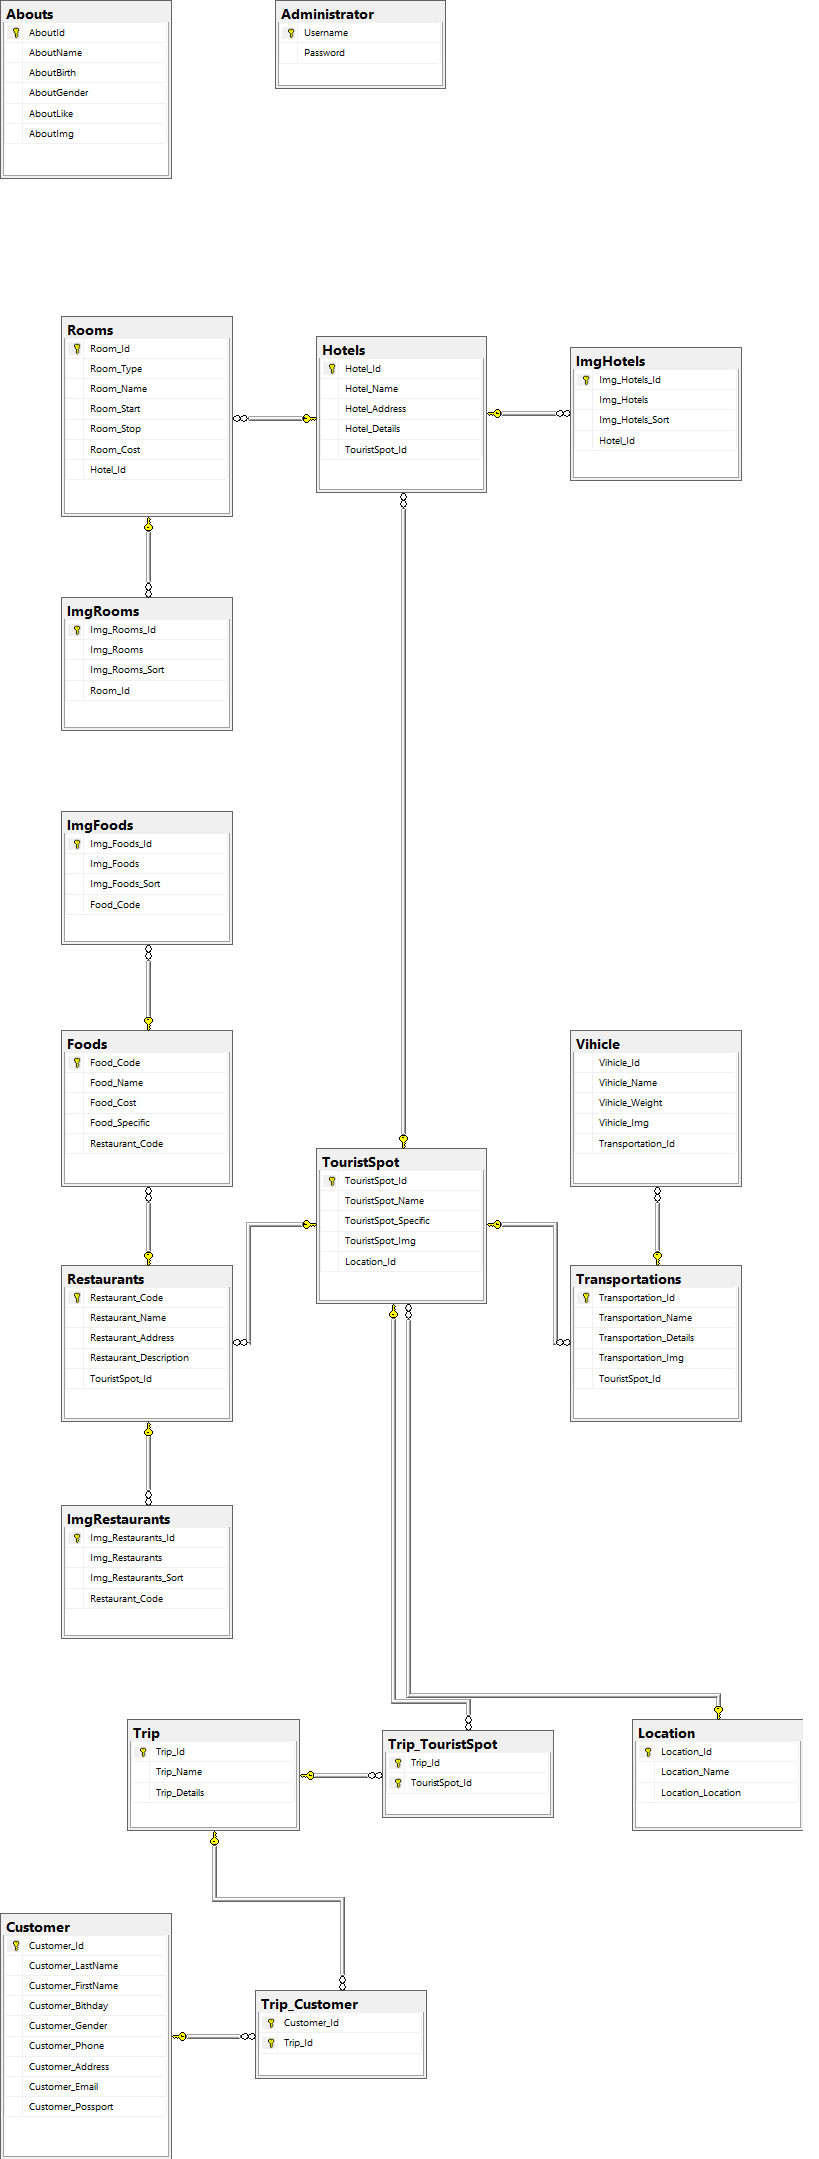 Abouts
AboutId
AboutName
AboutBirth
AboutGender
AboutLike
AboutImg
Administrator
Username
Password
Rooms
Room_Id
Room_Type
Room_Name
Room_Start
Room_Stop
Room_Cost
Hotel_Id
Hotels
Hotel_Id
Hotel_Name
Hotel_Address
Hotel_Details
TouristSpot_Id
ImgHotels
Img_Hotels_Id
Img_Hotels
Img_Hotels_Sort
Hotel_Id
ImgRooms
Img_Rooms_Id
Img_Rooms
Img_Rooms_Sort
Room_Id
ImgFoods
Img_Foods_Id
Img_Foods
Img_Foods_Sort
Food_Code
Foods
Food_Code
Food_Name
Food_Cost
Food_Specific
Restaurant_Code
Vihicle
Vihicle_Id
Vihicle_Name
Vihicle_Weight
Vihicle_Img
Transportation_Id
TouristSpot
TouristSpot_Id
TouristSpot_Name
TouristSpot_Specific
TouristSpot_Img
Location_Id
Restaurants
Restaurant_Code
Restaurant_Name
Restaurant_Address
Restaurant_Description
TouristSpot_Id
Transportations
Transportation_Id
Transportation_Name
Transportation_Details
Transportation_Img
TouristSpot_Id
ImgRestaurants
Img_Restaurants_Id
Img_Restaurants
Img_Restaurants_Sort
Restaurant_Code
Trip
Trip_Id
Trip_Name
Trip_Details
Trip_TouristSpot
Trip_Id
TouristSpot_Id
Location
Location_Id
Location_Name
Location_Location
Customer
Customer_Id
Customer_LastName
Customer_FirstName
Customer_Bithday
Customer_Gender
Customer_Phone
Customer_Address
Customer_Email
Customer_Possport
Trip_Customer
Customer_Id
Trip_Id